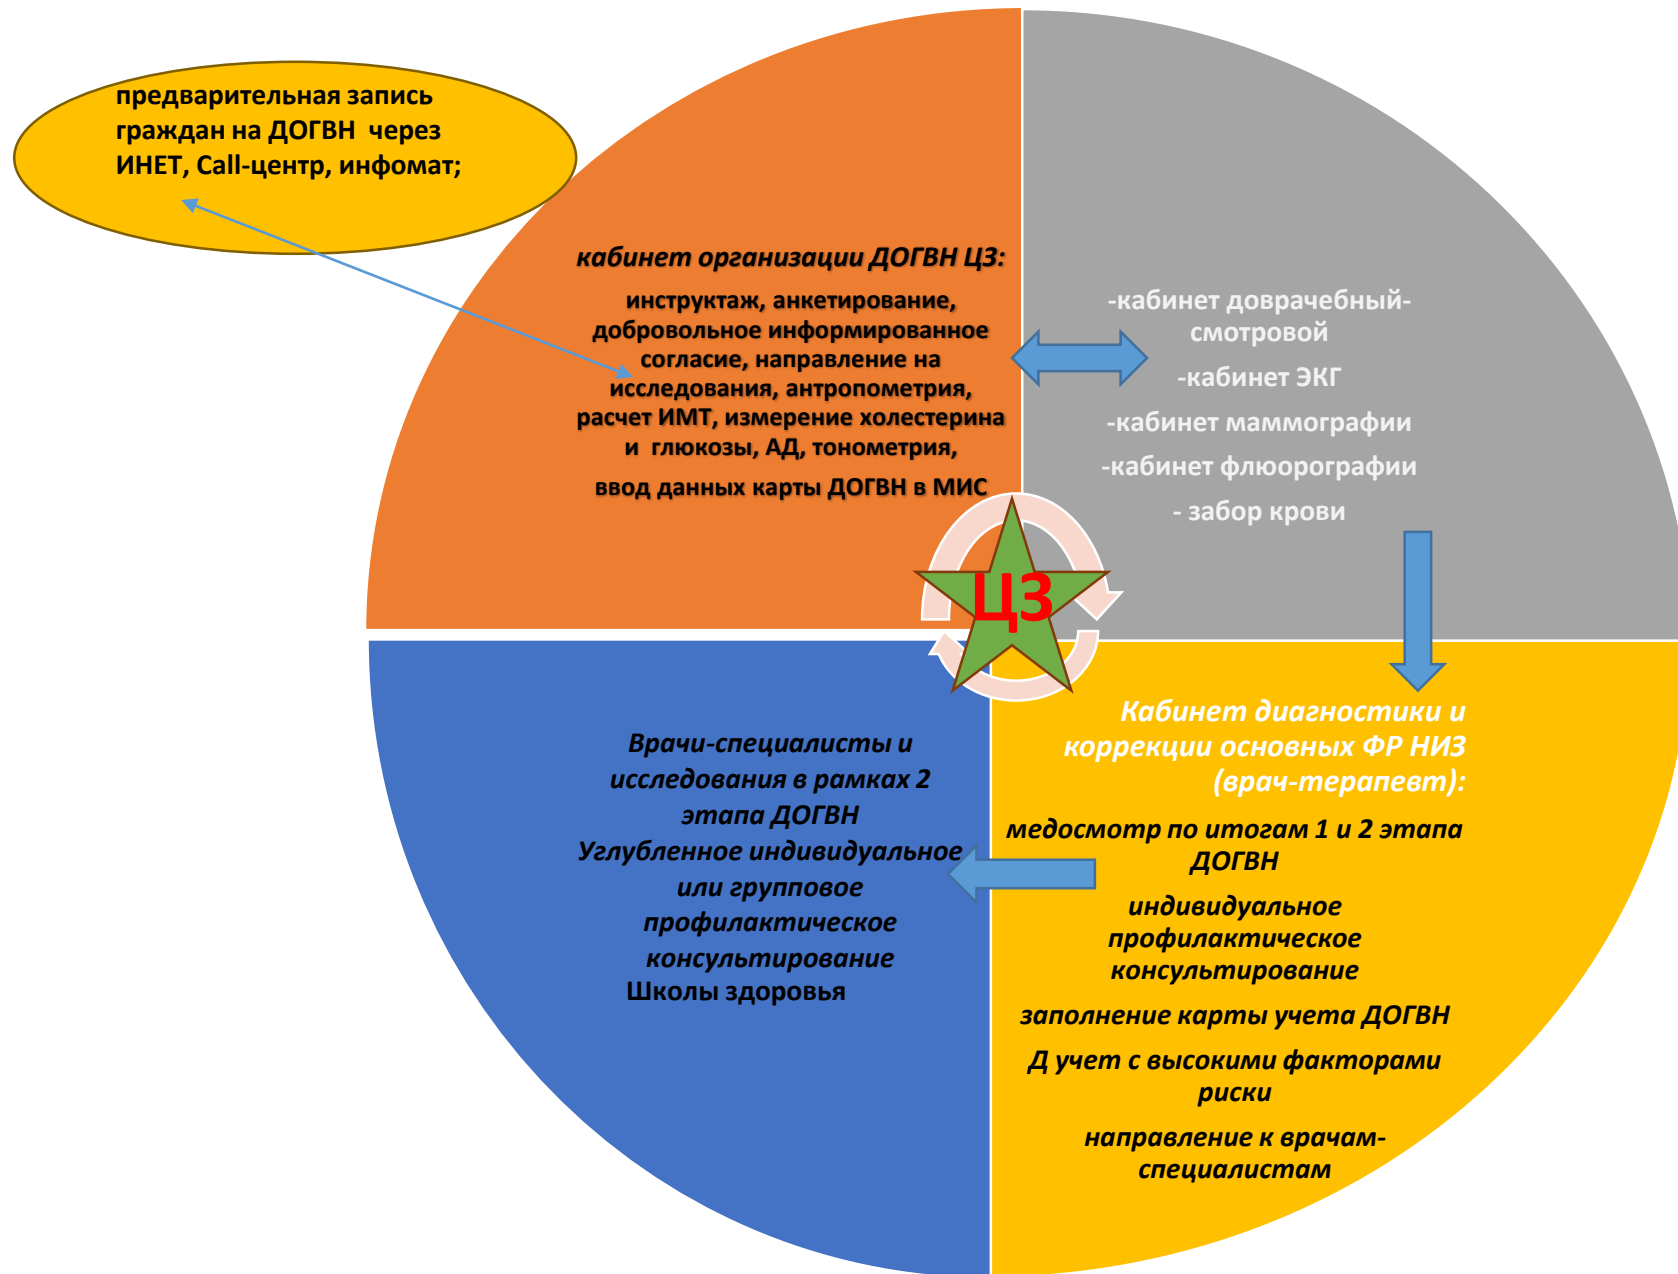 предварительная запись
граждан на ДОГВН через
ИНЕТ, Call-центр, инфомат;
кабинет организации ДОГВН ЦЗ:
инструктаж, анкетирование,
добровольное информированное
согласие, направление на
исследования, антропометрия,
расчет ИМТ, измерение холестерина
и глюкозы, АД, тонометрия,
ввод данных карты ДОГВН в МИС
-кабинет доврачебный-
смотровой
-кабинет ЭКГ
-кабинет маммографии
-кабинет флюорографии
- забор крови
ЦЗ
Кабинет диагностики и
коррекции основных ФР НИЗ
(врач-терапевт):
медосмотр по итогам 1 и 2 этапа
ДОГВН
индивидуальное
профилактическое
консультирование
заполнение карты учета ДОГВН
Д учет с высокими факторами
риски
направление к врачам-
специалистам
Врачи-специалисты и
исследования в рамках 2
этапа ДОГВН
Углубленное индивидуальное
или групповое
профилактическое
консультирование
Школы здоровья